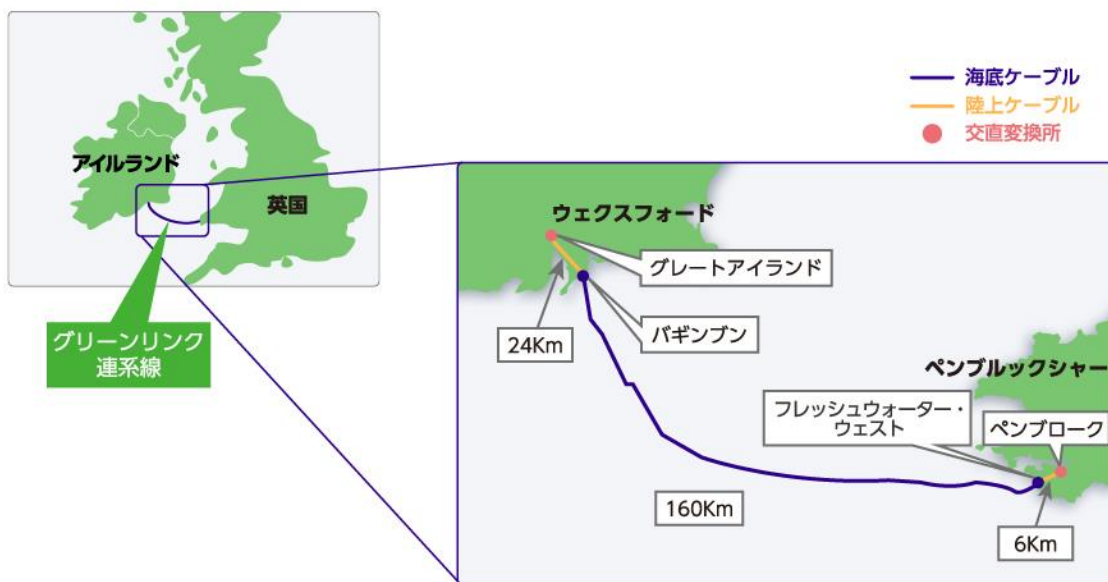 アイルランド
英国
グリーンリンク
連系線
海底ケーブル
陸上ケーブル
交直変換所
ウェクスフォード
グレートアイランド
バギンブン
24Km
ペンブルックシャー
フレッシュウォーター・
ウェスト
ペンブローク
160Km
6Km